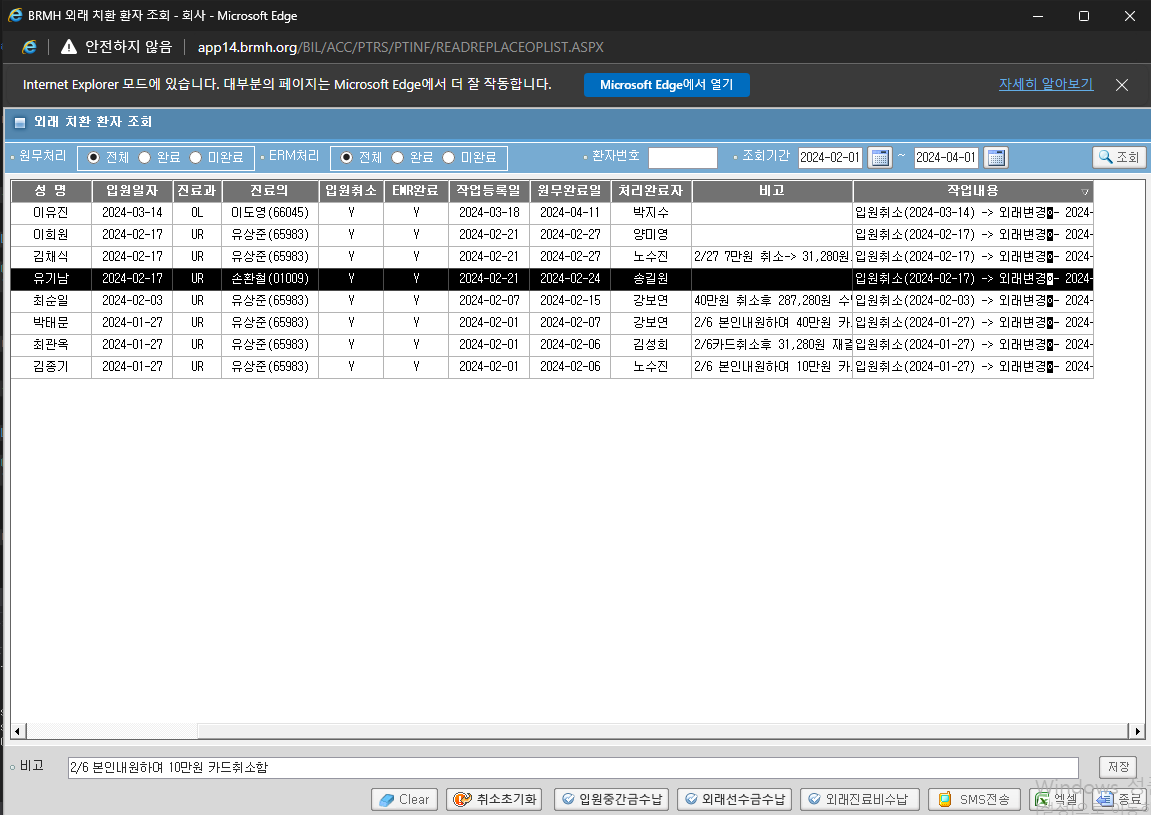 BRMH 외래 치환 환자 조회 - 회사 - Microsoft Edge
안전하지 않음 app14.brmh.org/BIL/ACC/PTRS/PTINF/READREPLACEOPLIST.ASPX
Internet Explorer 모드에 있습니다. 대부분의 페이지는 Microsoft Edge에서 더 잘 작동합니다. Microsoft Edge에서 열기 자세히 알아보기
외래 치환 환자 조회
원무처리 전체 완료 미완료 ERM처리 전체 완료 미완료 환자번호 조회기간 2024-02-01 ~ 2024-04-01 조회
성 명 입원일자 진료과 진료의 입원취소 EMR완료 작업등록일 원무완료일 처리완료자 비고 작업내용
이유진 2024-03-14 OL 이도영(66045) Y Y 2024-03-18 2024-04-11 박지수 입원취소(2024-03-14) -> 외래변경 - 2024-
이희원 2024-02-17 UR 유상준(65983) Y Y 2024-02-21 2024-02-27 양미영 입원취소(2024-02-17) -> 외래변경 - 2024-
김채식 2024-02-17 UR 유상준(65983) Y Y 2024-02-21 2024-02-27 노수진 2/27 7만원 취소-> 31,280원. 입원취소(2024-02-17) -> 외래변경 - 2024-
유기남 2024-02-17 UR 손환철(01009) Y Y 2024-02-21 2024-02-24 송길원 입원취소(2024-02-17) -> 외래변경 - 2024-
최순일 2024-02-03 UR 유상준(65983) Y Y 2024-02-07 2024-02-15 강보연 40만원 취소후 287,280원 입원취소(2024-02-03) -> 외래변경 - 2024-
박태문 2024-01-27 UR 유상준(65983) Y Y 2024-02-01 2024-02-07 강보연 2/6 본인내원하며 40만원 카 입원취소(2024-01-27) -> 외래변경 - 2024-
최관옥 2024-01-27 UR 유상준(65983) Y Y 2024-02-01 2024-02-06 김성희 2/6카드취소후 31,280원 재결 입원취소(2024-01-27) -> 외래변경 - 2024-
김종기 2024-01-27 UR 유상준(65983) Y Y 2024-02-01 2024-02-06 노수진 2/6 본인내원하며 10만원 카 입원취소(2024-01-27) -> 외래변경 - 2024-
비고 2/6 본인내원하며 10만원 카드취소함 저장
Clear 취소초기화 입원중간금수납 외래선수금수납 외래진료비수납 SMS전송 엑셀 종료